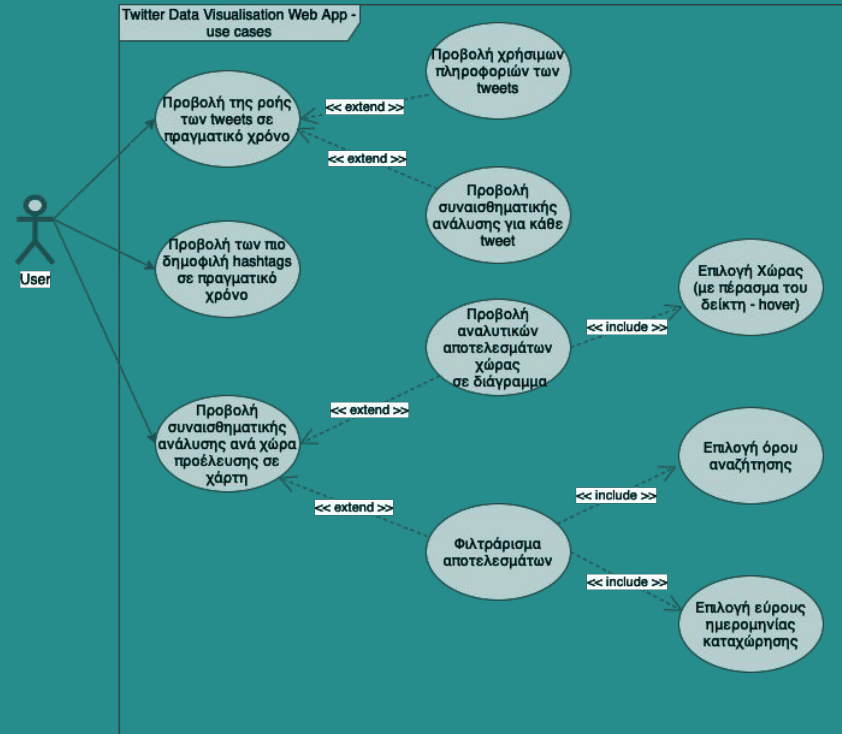 Twitter Data Visualisation Web App -
use cases
User
Προβολή της ροής
των tweets σε
πραγματικό χρόνο
<< extend >>
Προβολή χρήσιμων
πληροφοριών των
tweets
<< extend >>
Προβολή
συναισθηματικής
ανάλυσης για κάθε
tweet
Προβολή των πιο
δημοφιλή hashtags
σε πραγματικό
χρόνο
Προβολή
συναισθηματικής
ανάλυσης ανά χώρα
προέλευσης σε
χάρτη
<< extend >>
Προβολή
αναλυτικών
αποτελεσμάτων
χώρας
σε διάγραμμα
<< include >>
Επιλογή Χώρας
(με πέρασμα του
δείκτη - hover)
<< extend >>
Φιλτράρισμα
αποτελεσμάτων
<< include >>
Επιλογή όρου
αναζήτησης
<< include >>
Επιλογή εύρους
ημερομηνίας
καταχώρησης